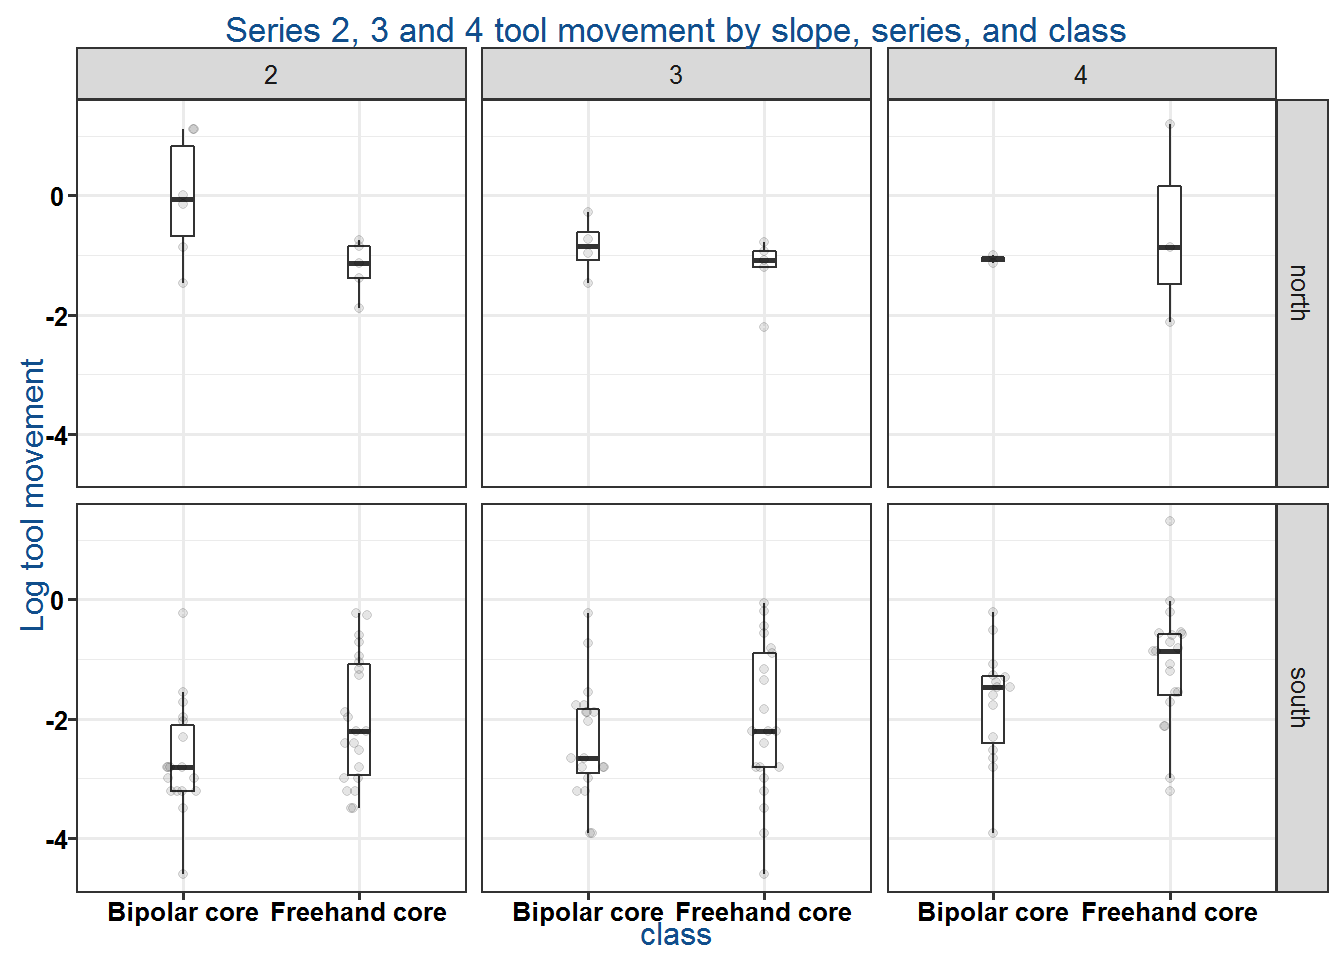 Series 2, 3 and 4 tool movement by slope, series, and class
2 3 4
0
-2
-4
north
Log tool movement
0
-2
-4
south
Bipolar core Freehand core Bipolar core Freehand core Bipolar core Freehand core
class